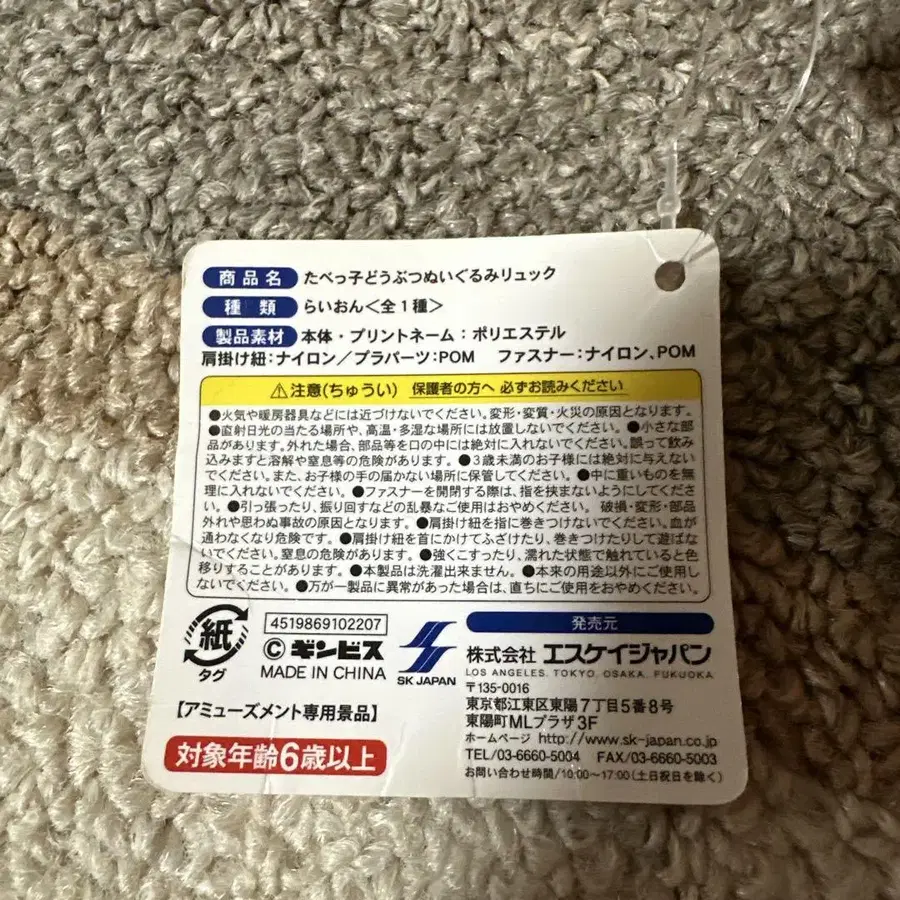 商品名 たべっ子どうぶつぬいぐるみリュック
種類 らいおん＜全1種＞
製品素材 本体・プリントネーム：ポリエステル
肩掛け紐：ナイロン／プラパーツ：POM ファスナー：ナイロン、POM
⚠注意(ちゅうい) 保護者の方へ 必ずお読みください
●火気や暖房器具などには近づけないでください。変形・変質・火災の原因となります。
●直射日光の当たる場所や、高温・多湿な場所には放置しないでください。●小さな部
品があります。外れた場合、部品等を口の中には絶対に入れないでください。誤って飲み
込みますと溶解や窒息等の危険があります。●3歳未満のお子様には絶対に与えない
でください。また、お子様の手の届かない場所に保管してください。●中に重いものを無
理に入れないでください。●ファスナーを開閉する際は、指を挟まないようにしてくださ
い。●引っ張ったり、振り回すなどの乱暴なご使用はおやめください。破損・変形・部品
外れや思わぬ事故の原因となります。●肩掛け紐を指に巻きつけないでください。血が
通わなくなり危険です。●肩掛け紐を首にかけてふざけたり、巻きつけたりして遊ばな
いでください。窒息の危険があります。●強くこすったり、濡れた状態で触れていると色
移りすることがあります。●本製品は洗濯出来ません。●本来の用途以外にご使用し
ないでください。●万が一製品に異常があった場合は、直ちにご使用をおやめください。
紙
タグ
4519869102207
©ギンビス
MADE IN CHINA
SK JAPAN
【アミューズメント専用景品】
対象年齢6歳以上
発売元
株式会社 エスケイジャパン
LOS ANGELES. TOKYO. OSAKA. FUKUOKA
〒135-0016
東京都江東区東陽7丁目5番8号
東陽町MLプラザ3F
ホームページ http://www.sk-japan.co.jp
TEL/03-6660-5004 FAX/03-6660-5003
お問い合わせ時間/10:00〜17:00(土日祝日を除く)